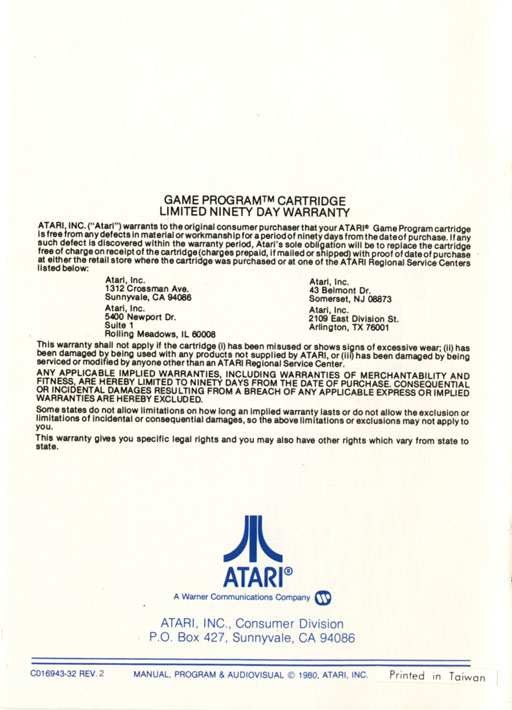 GAME PROGRAM™ CARTRIDGE
LIMITED NINETY DAY WARRANTY
ATARI, INC. ("Atari") warrants to the original consumer purchaser that your ATARI® Game Program cartridge
is free from any defects in material or workmanship for a period of ninety days from the date of purchase. If any
such defect is discovered within the warranty period, Atari's sole obligation will be to replace the cartridge
free of charge on receipt of the cartridge (charges prepaid, if mailed or shipped) with proof of date of purchase
at either the retail store where the cartridge was purchased or at one of the ATARI Regional Service Centers
listed below:
Atari, Inc.
1312 Crossman Ave.
Sunnyvale, CA 94086
Atari, Inc.
5400 Newport Dr.
Suite 1
Rolling Meadows, IL 60008
Atari, Inc.
43 Belmont Dr.
Somerset, NJ 08873
Atari, Inc.
2109 East Division St.
Arlington, TX 76001
This warranty shall not apply if the cartridge (i) has been misused or shows signs of excessive wear; (ii) has
been damaged by being used with any products not supplied by ATARI, or (iii) has been damaged by being
serviced or modified by anyone other than an ATARI Regional Service Center.
ANY APPLICABLE IMPLIED WARRANTIES, INCLUDING WARRANTIES OF MERCHANTABILITY AND
FITNESS, ARE HEREBY LIMITED TO NINETY DAYS FROM THE DATE OF PURCHASE. CONSEQUENTIAL
OR INCIDENTAL DAMAGES RESULTING FROM A BREACH OF ANY APPLICABLE EXPRESS OR IMPLIED
WARRANTIES ARE HEREBY EXCLUDED.
Some states do not allow limitations on how long an implied warranty lasts or do not allow the exclusion or
limitations of incidental or consequential damages, so the above limitations or exclusions may not apply to
you.
This warranty gives you specific legal rights and you may also have other rights which vary from state to
state.
ATARI®
A Warner Communications Company
ATARI, INC., Consumer Division
P.O. Box 427, Sunnyvale, CA 94086
C016943-32 REV. 2
MANUAL, PROGRAM & AUDIOVISUAL © 1980, ATARI, INC.
Printed in Taiwan